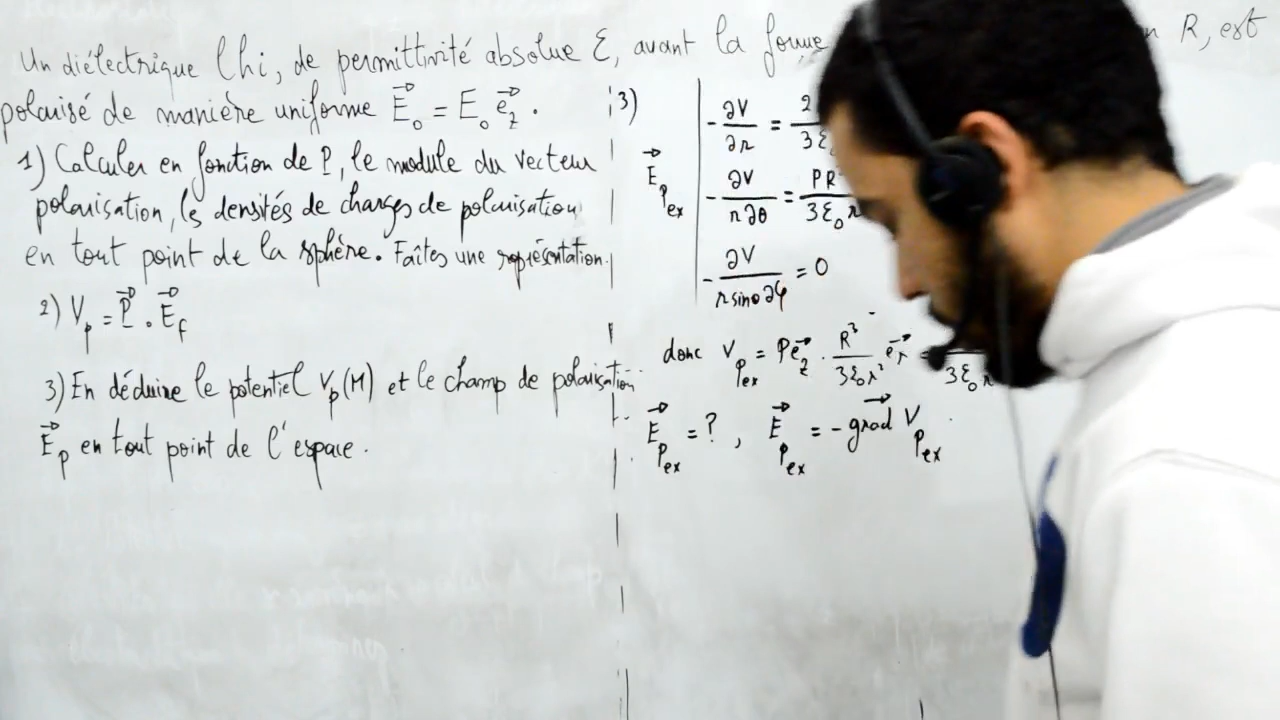 Un diélectrique lhi, de permittivité absolue ε, ayant la forme R, est
polarisé de manière uniforme E⃗₀ = E₀ e⃗z .
1) Calculer en fonction de P, le module du vecteur
polarisation, les densités de charges de polarisation
en tout point de la sphère. Faîtes une représentation.
2) Vp = P⃗ . E⃗f
3) En déduire le potentiel Vp(M) et le champ de polarisation
E⃗p en tout point de l'espace.
3)
E⃗pex
-∂V/∂r = 2 / 3ε
-∂V/r∂θ = PR / 3ε₀r
-∂V/r sinθ ∂φ = 0
donc Vpex = P e⃗z . R³/3ε₀r² e⃗r = / 3ε₀r
E⃗pex = ? , E⃗pex = - grad⃗ Vpex